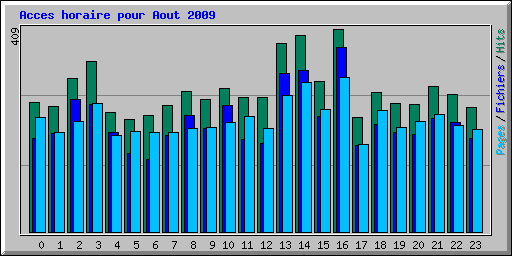 Acces horaire pour Aout 2009
409
Pages / Fichiers / Hits
0 1 2 3 4 5 6 7 8 9 10 11 12 13 14 15 16 17 18 19 20 21 22 23